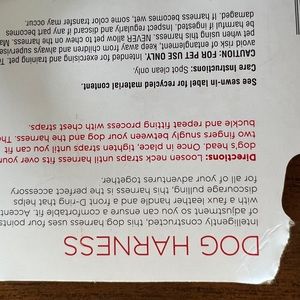 DOG HARNESS
Intelligently constructed, this dog harness uses four points
of adjustment so you can ensure a comfortable fit. Accente
with a faux leather handle and front D-ring that helps
discourage pulling, this harness is the perfect accessory
for all of your adventures together.
Directions: Loosen neck straps until harness fits over your
dog's head. Once in place, tighten straps until you can fit
two fingers snugly between your dog and the harness. The
buckle and repeat fitting process with chest straps.
See sewn-in label for recycled material content.
Care Instructions: Spot clean only.
CAUTION: FOR PET USE ONLY. Intended for exercising and training pet. To
avoid risk of entanglement, keep away from children and always supervise
pet when using this harness. NEVER allow pet to chew on the harness. Ma
be harmful if ingested. Inspect regularly and discard if any part becomes
damaged. If harness becomes wet, some color transfer may occur.